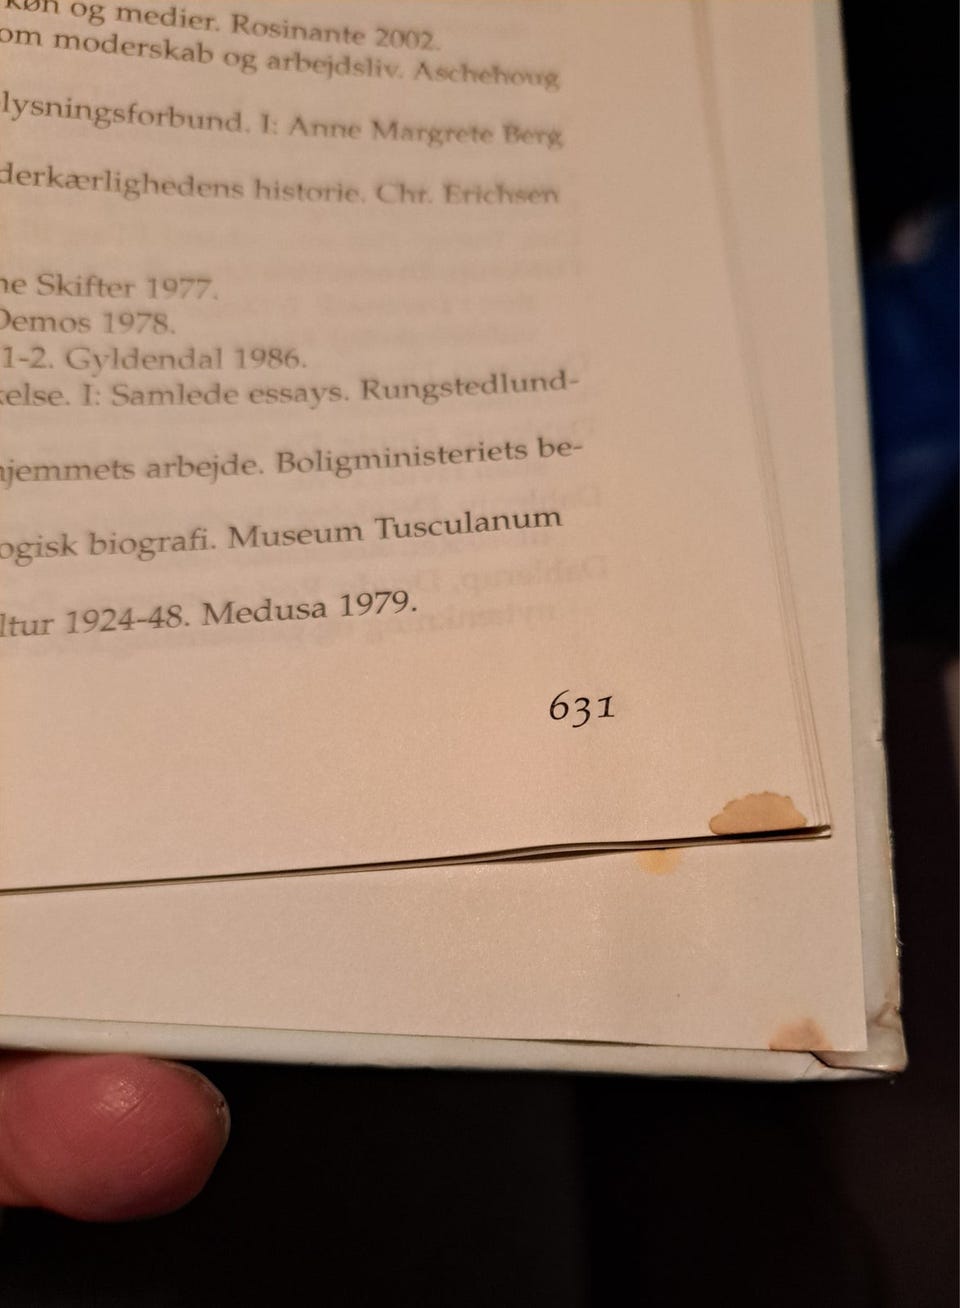 køn og medier. Rosinante 2002.
om moderskab og arbejdsliv. Aschehoug
lysningsforbund. I: Anne Margrete Berg
derkærlighedens historie. Chr. Erichsen
ne Skifter 1977.
Demos 1978.
1-2. Gyldendal 1986.
kelse. I: Samlede essays. Rungstedlund-
hjemmets arbejde. Boligministeriets be-
ogisk biografi. Museum Tusculanum
ltur 1924-48. Medusa 1979.
631